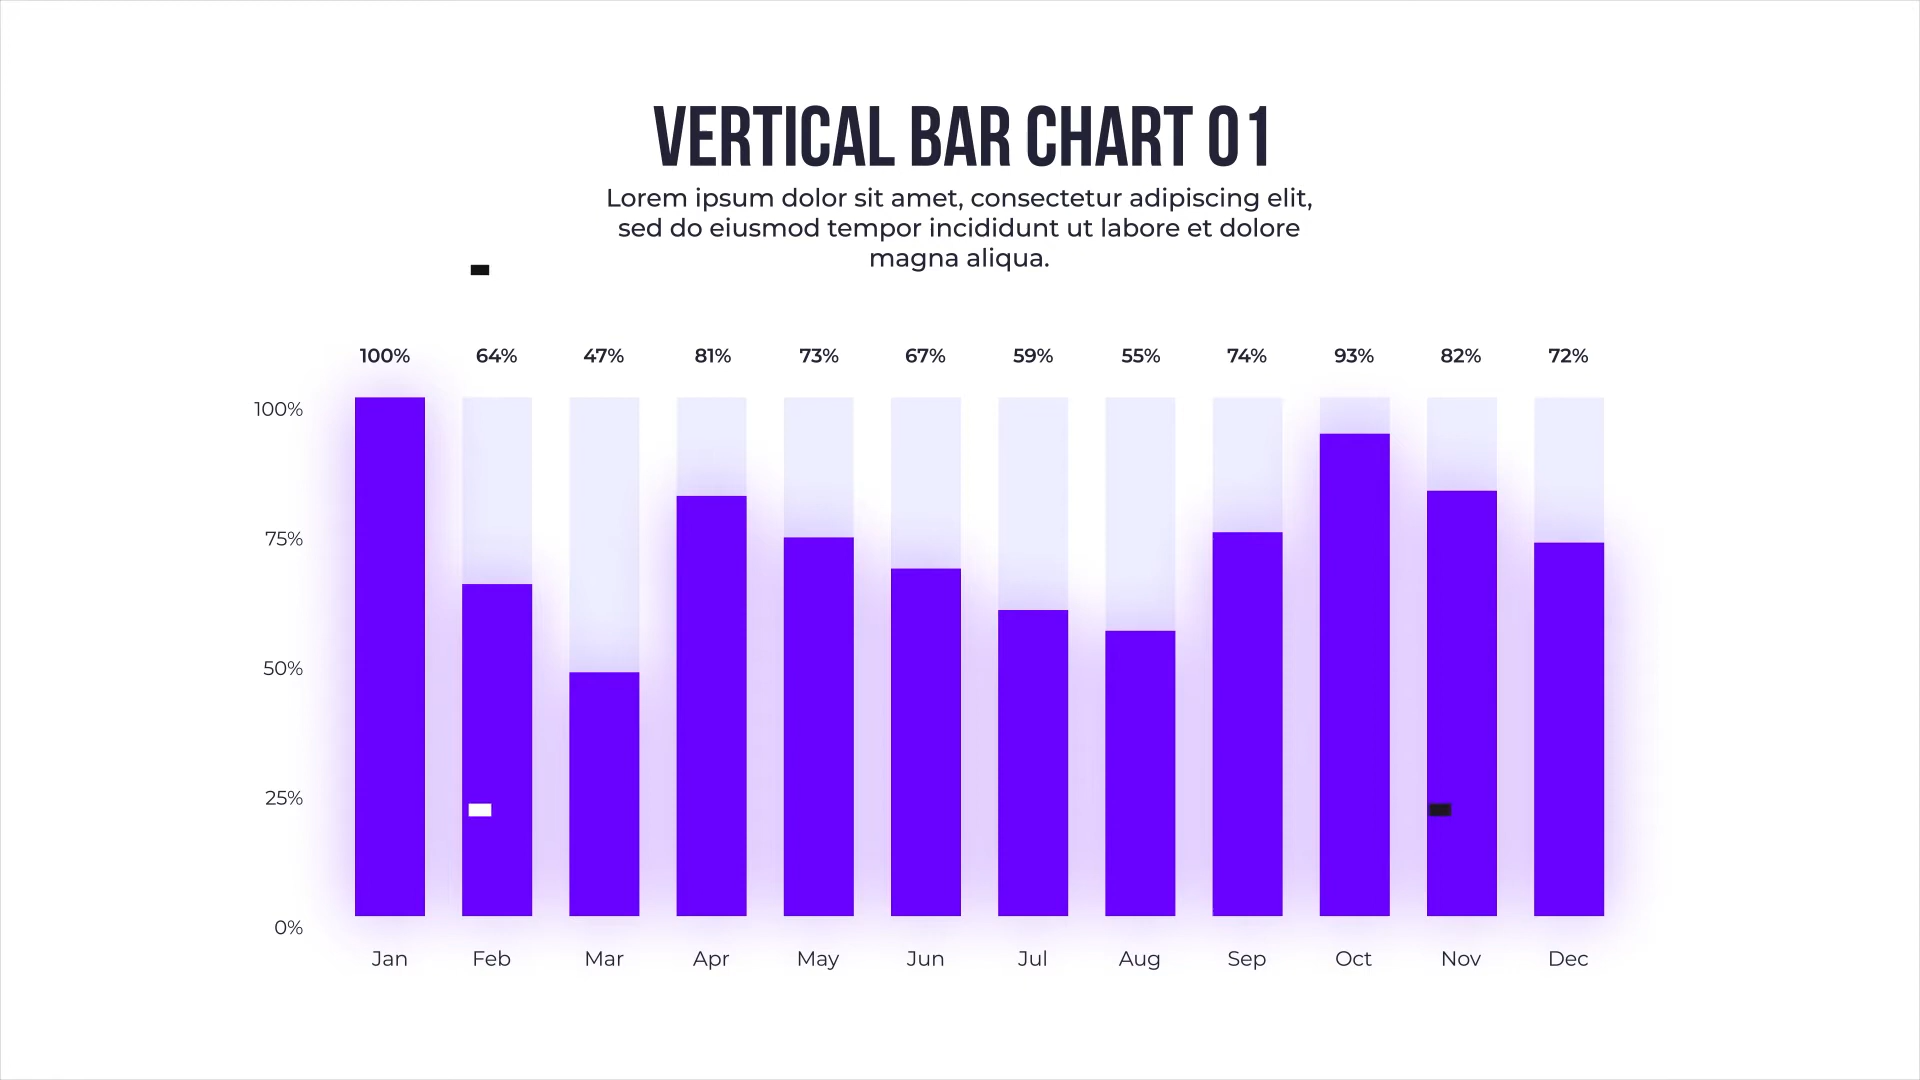 VERTICAL BAR CHART 01
Lorem ipsum dolor sit amet, consectetur adipiscing elit,
sed do eiusmod tempor incididunt ut labore et dolore
magna aliqua.
100% 64% 47% 81% 73% 67% 59% 55% 74% 93% 82% 72%
100%
75%
50%
25%
0%
Jan Feb Mar Apr May Jun Jul Aug Sep Oct Nov Dec